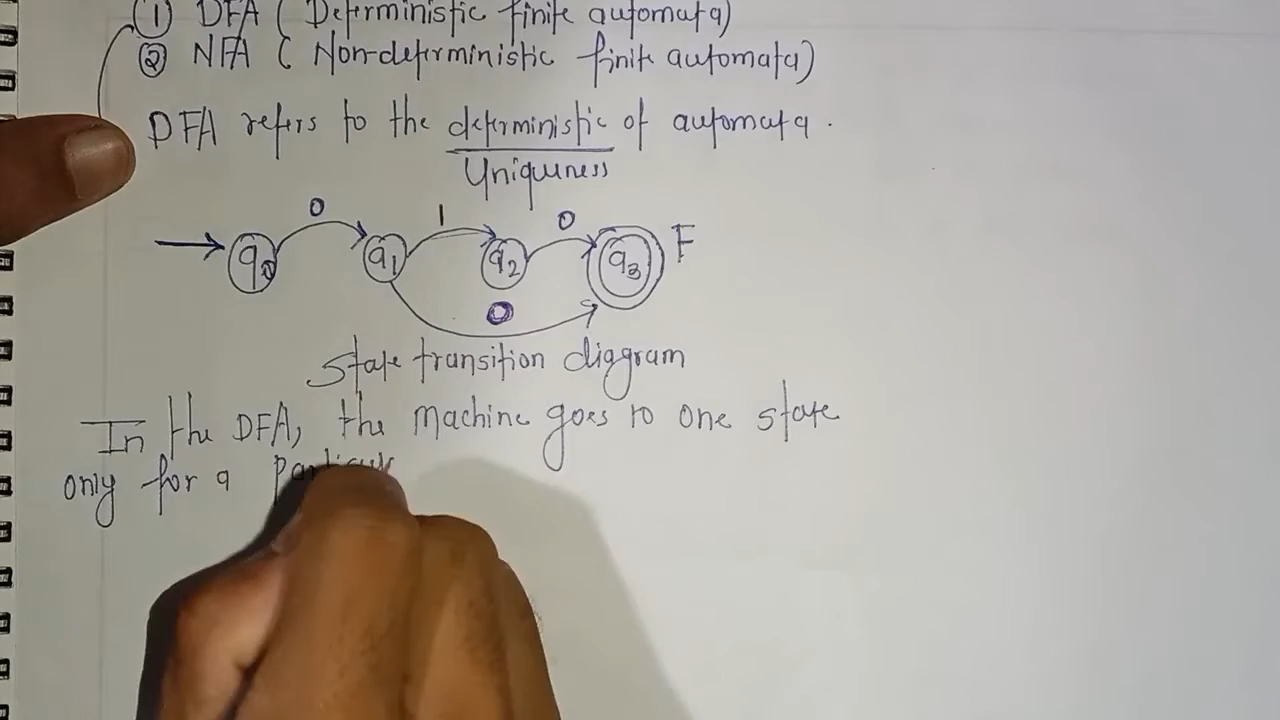 ① DFA ( Deterministic finite automata)
② NFA ( Non-deterministic finite automata)
DFA refers to the deterministic of automata .
Uniqueness
0 1 0
q0 q1 q2 q3 F
0
State transition diagram
In the DFA, the machine goes to one state
only for a